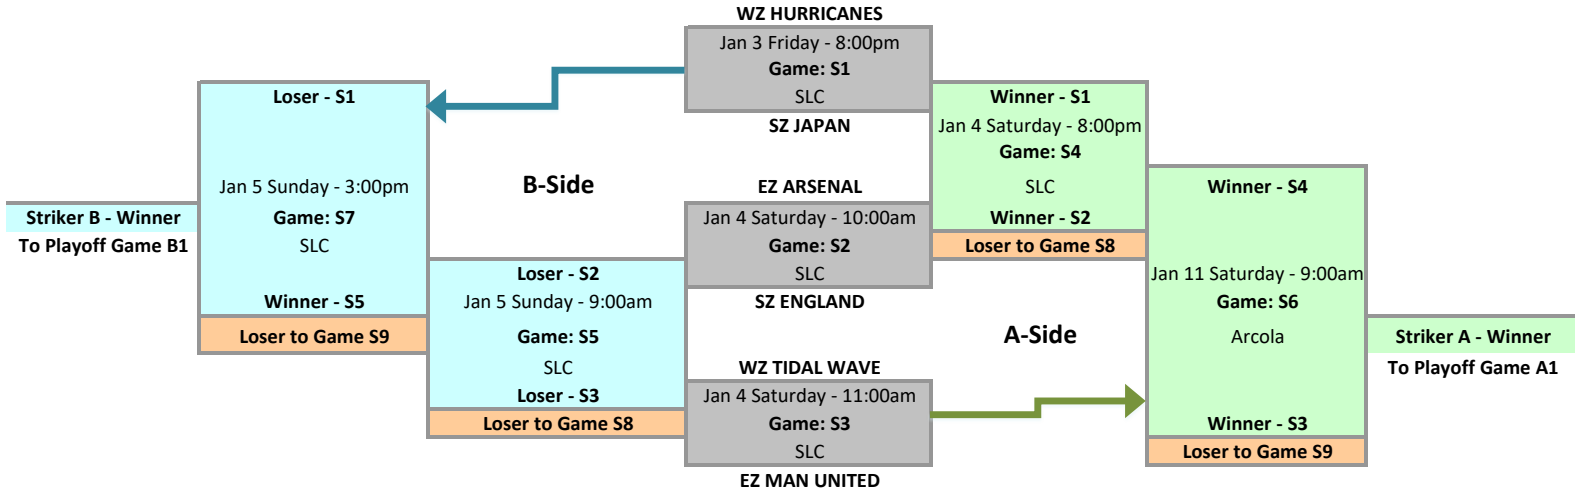 WZ HURRICANES
Jan 3 Friday - 8:00pm
Game: S1
SLC
SZ JAPAN
Loser - S1
Jan 5 Sunday - 3:00pm
Game: S7
SLC
Winner - S5
Loser to Game S9
Striker B - Winner
To Playoff Game B1
B-Side
Loser - S2
Jan 5 Sunday - 9:00am
Game: S5
SLC
Loser - S3
Loser to Game S8
EZ ARSENAL
Jan 4 Saturday - 10:00am
Game: S2
SLC
SZ ENGLAND
WZ TIDAL WAVE
Jan 4 Saturday - 11:00am
Game: S3
SLC
EZ MAN UNITED
Winner - S1
Jan 4 Saturday - 8:00pm
Game: S4
SLC
Winner - S2
Loser to Game S8
A-Side
Winner - S4
Jan 11 Saturday - 9:00am
Game: S6
Arcola
Winner - S3
Loser to Game S9
Striker A - Winner
To Playoff Game A1